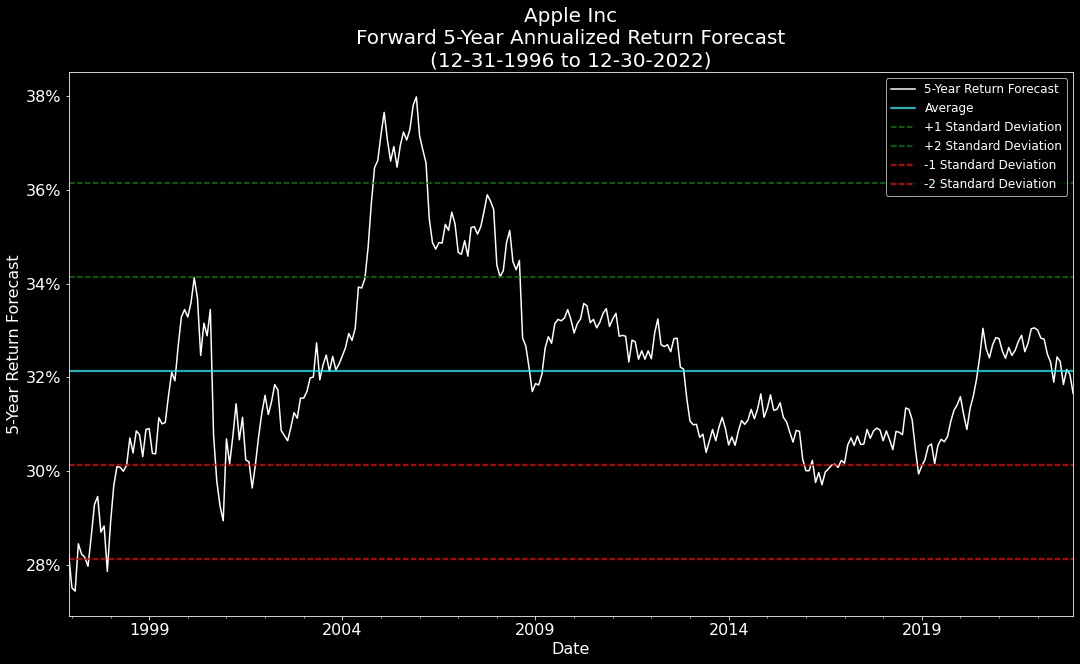 Apple Inc
Forward 5-Year Annualized Return Forecast
(12-31-1996 to 12-30-2022)
5-Year Return Forecast
Average
+1 Standard Deviation
+2 Standard Deviation
-1 Standard Deviation
-2 Standard Deviation
38%
36%
34%
32%
30%
28%
5-Year Return Forecast
1999
2004
2009
2014
2019
Date